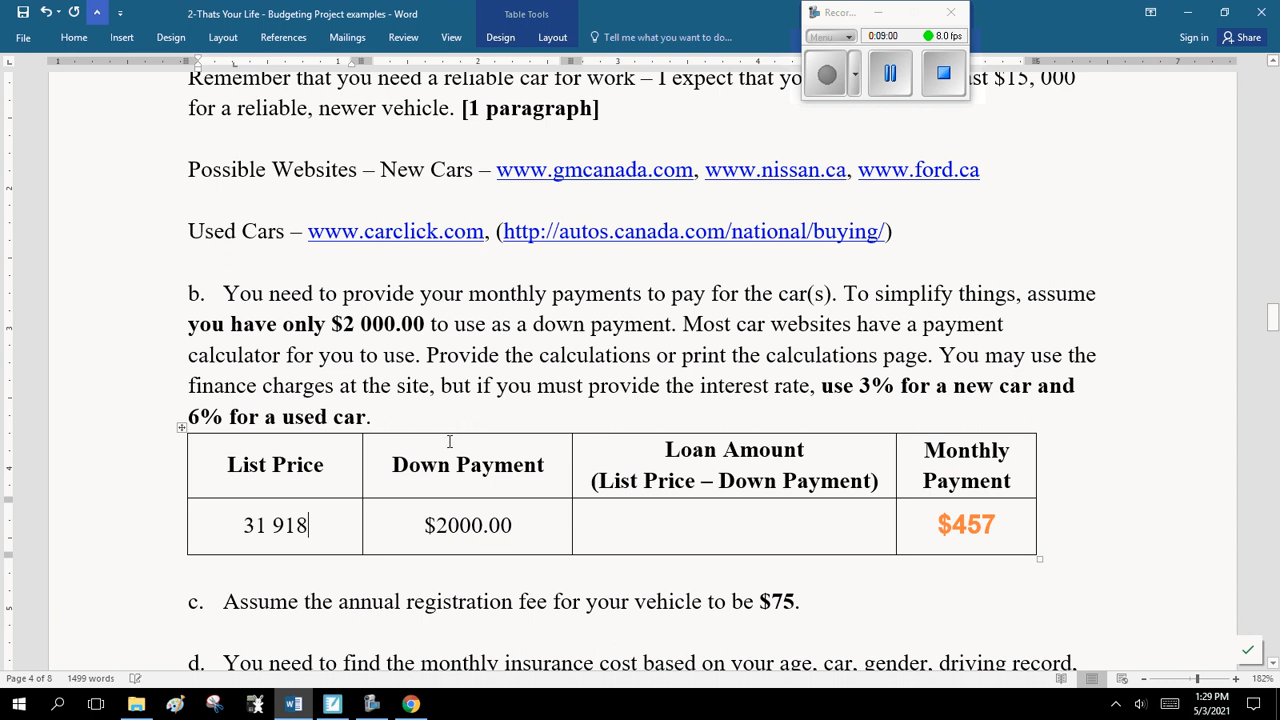 2-Thats Your Life - Budgeting Project examples - Word
Table Tools
Recor...
Sign in
Share
File
Home
Insert
Draw
Design
Layout
References
Mailings
Review
View
Help
Design
Layout
Tell me what you want to do...
Menu
0:09:00
8.0 fps
Remember that you need a reliable car for work – I expect that yo
ast $15, 000
for a reliable, newer vehicle. [1 paragraph]
Possible Websites – New Cars – www.gmcanada.com, www.nissan.ca, www.ford.ca
Used Cars – www.carclick.com, (http://autos.canada.com/national/buying/)
b. You need to provide your monthly payments to pay for the car(s). To simplify things, assume
you have only $2 000.00 to use as a down payment. Most car websites have a payment
calculator for you to use. Provide the calculations or print the calculations page. You may use the
finance charges at the site, but if you must provide the interest rate, use 3% for a new car and
6% for a used car.
List Price
Down Payment
Loan Amount
(List Price – Down Payment)
Monthly
Payment
31 918
$2000.00
$457
c. Assume the annual registration fee for your vehicle to be $75.
d. You need to find the monthly insurance cost based on your age, car, gender, driving record,
Page 4 of 8
1499 words
182%
1:29 PM
5/3/2021